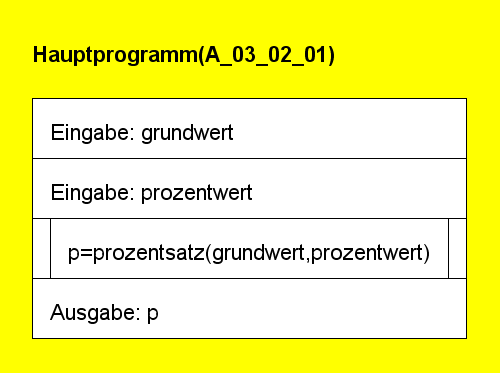 Hauptprogramm(A_03_02_01)
Eingabe: grundwert
Eingabe: prozentwert
p=prozentsatz(grundwert,prozentwert)
Ausgabe: p